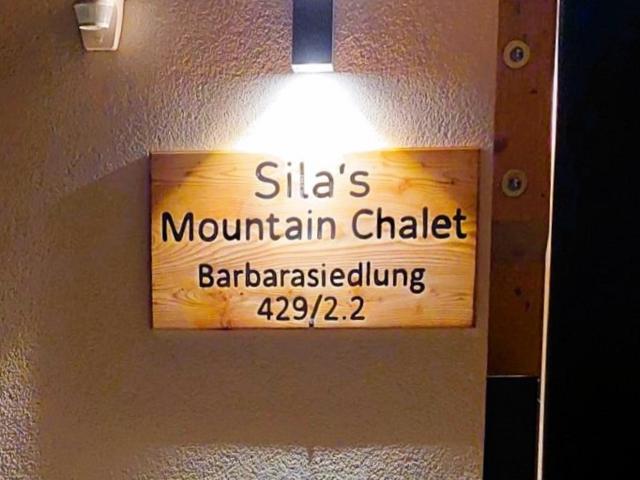 Sila's
Mountain Chalet
Barbarasiedlung
429/2.2